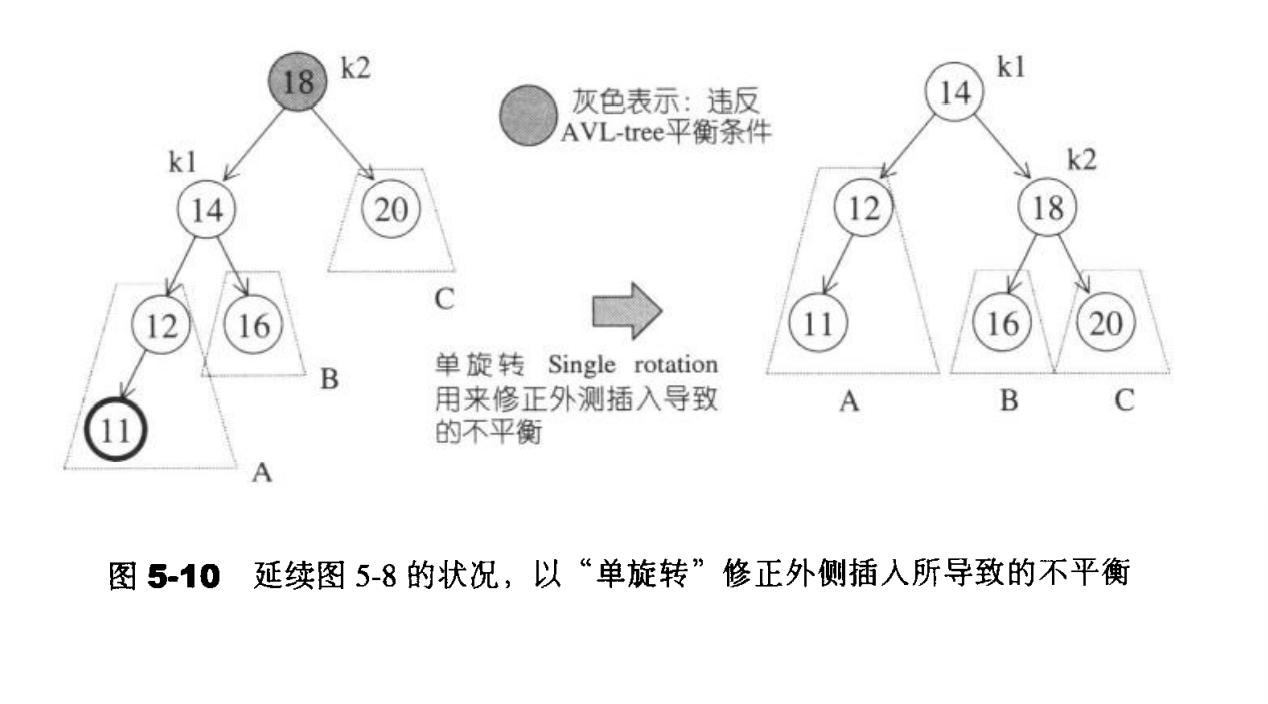 18 k2
k1
14
20
12
16
11
A
B
C
灰色表示：违反
AVL-tree平衡条件
单旋转 Single rotation
用来修正外测插入导致
的不平衡
14 k1
k2
12
18
11
16
20
A
B
C
图 5-10 延续图 5-8 的状况，以“单旋转”修正外侧插入所导致的不平衡